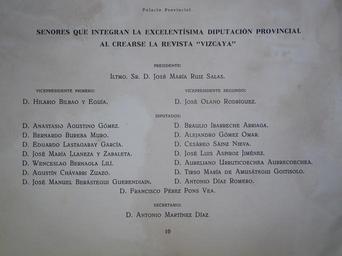 Palacio Provincial.
SEÑORES QUE INTEGRAN LA EXCELENTÍSIMA DIPUTACIÓN PROVINCIAL
AL CREARSE LA REVISTA "VIZCAYA"
PRESIDENTE:
ILTMO. SR. D. JOSÉ MARÍA RUIZ SALAS.
VICEPRESIDENTE PRIMERO:
D. HILARIO BILBAO Y EGUÍA.
VICEPRESIDENTE SEGUNDO:
D. JOSÉ OLANO RODRÍGUEZ.
DIPUTADOS:
D. ANASTASIO AGUSTINO GÓMEZ.
D. BERNARDO BUREBA MURO.
D. EDUARDO LASTAGARAY GARCÍA.
D. JOSÉ MARÍA LLANEZA Y ZABALETA.
D. WENCESLAO BERNAOLA LILI.
D. AGUSTÍN CHÁVARRI ZUAZO.
D. JOSÉ MANUEL BERÁSTEGUI GUERENDIAIN.
D. BRAULIO IBARRECHE ARRIAGA.
D. ALEJANDRO GÓMEZ OMAR.
D. CESÁREO SÁINZ NIEVA.
D. JOSÉ LUIS ASPIROZ JIMÉNEZ.
D. AURELIANO URRUTICOECHEA AURRECOECHEA.
D. TIRSO MARÍA DE AMUSÁTEGUI GOITISOLO.
D. ANTONIO DÍAZ ROMERO.
D. FRANCISCO PÉREZ PONS VEA.
SECRETARIO:
D. ANTONIO MARTÍNEZ DÍAZ.
10